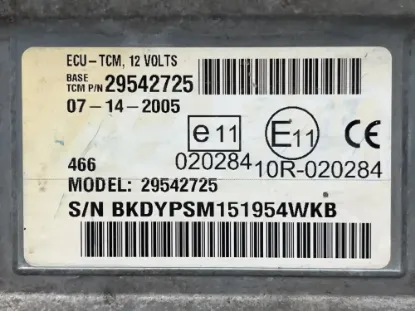 ECU-TCM, 12 VOLTS
BASE
TCM P/N 29542725
07-14-2005
e11 E11 CE
020284 10R-020284
466
MODEL: 29542725
S/N BKDYPSM151954WKB